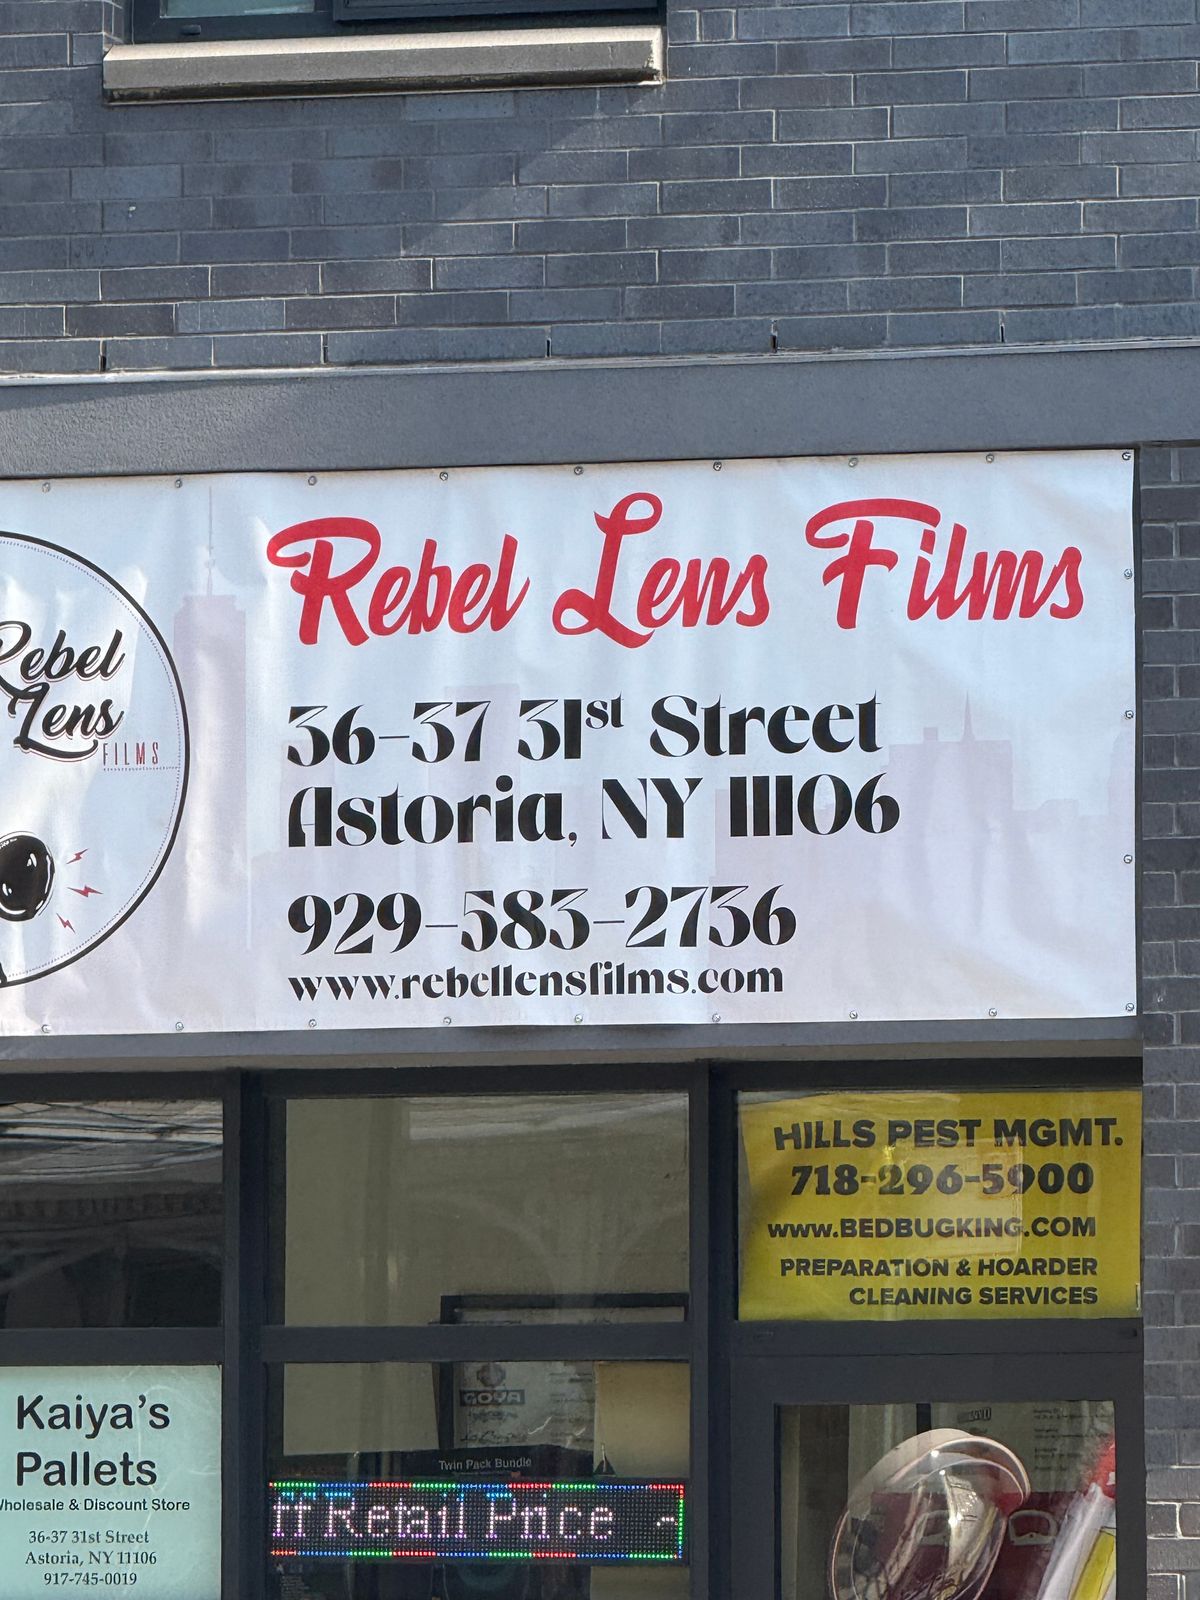 Rebel
Lens
FILMS
Rebel Lens Films
36-37 31st Street
Astoria, NY 11106
929-583-2736
www.rebellensfilms.com
HILLS PEST MGMT.
718-296-5900
www.BEDBUGKING.COM
PREPARATION & HOARDER
CLEANING SERVICES
Kaiya's
Pallets
Wholesale & Discount Store
36-37 31st Street
Astoria, NY 11106
917-745-0019
GOYA
Twin Pack Bundle
ff Retail Price -